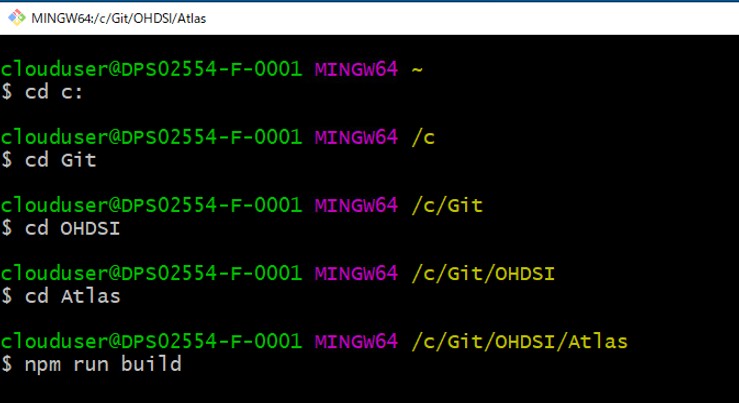 MINGW64:/c/Git/OHDSI/Atlas
clouduser@DPS02554-F-0001 MINGW64 ~
$ cd c:
clouduser@DPS02554-F-0001 MINGW64 /c
$ cd Git
clouduser@DPS02554-F-0001 MINGW64 /c/Git
$ cd OHDSI
clouduser@DPS02554-F-0001 MINGW64 /c/Git/OHDSI
$ cd Atlas
clouduser@DPS02554-F-0001 MINGW64 /c/Git/OHDSI/Atlas
$ npm run build